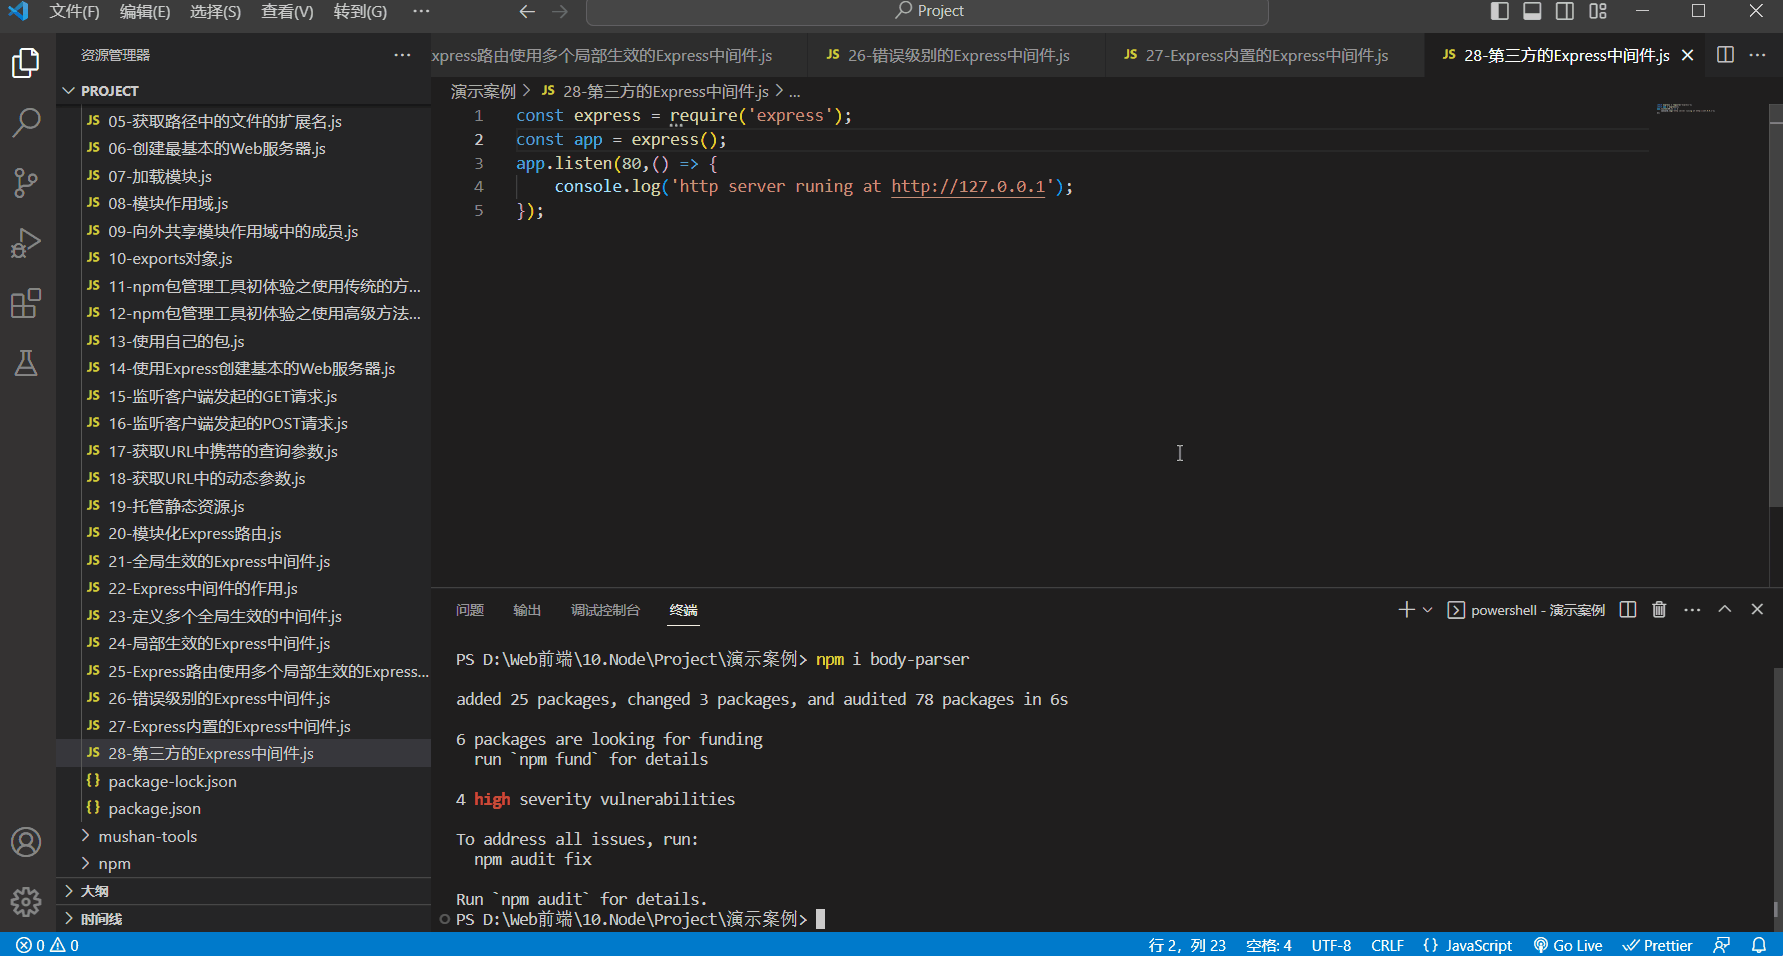 文件(F) 编辑(E) 选择(S) 查看(V) 转到(G) ··· Project
资源管理器 ···
xpress路由使用多个局部生效的Express中间件.js
JS 26-错误级别的Express中间件.js
JS 27-Express内置的Express中间件.js
JS 28-第三方的Express中间件.js
PROJECT
JS 05-获取路径中的文件的扩展名.js
JS 06-创建最基本的Web服务器.js
JS 07-加载模块.js
JS 08-模块作用域.js
JS 09-向外共享模块作用域中的成员.js
JS 10-exports对象.js
JS 11-npm包管理工具初体验之使用传统的方...
JS 12-npm包管理工具初体验之使用高级方法...
JS 13-使用自己的包.js
JS 14-使用Express创建基本的Web服务器.js
JS 15-监听客户端发起的GET请求.js
JS 16-监听客户端发起的POST请求.js
JS 17-获取URL中携带的查询参数.js
JS 18-获取URL中的动态参数.js
JS 19-托管静态资源.js
JS 20-模块化Express路由.js
JS 21-全局生效的Express中间件.js
JS 22-Express中间件的作用.js
JS 23-定义多个全局生效的中间件.js
JS 24-局部生效的Express中间件.js
JS 25-Express路由使用多个局部生效的Express...
JS 26-错误级别的Express中间件.js
JS 27-Express内置的Express中间件.js
JS 28-第三方的Express中间件.js
{} package-lock.json
{} package.json
mushan-tools
npm
大纲
时间线
演示案例 > JS 28-第三方的Express中间件.js > ...
1 const express = require('express');
2 const app = express();
3 app.listen(80,() => {
4 console.log('http server runing at http://127.0.0.1');
5 });
问题 输出 调试控制台 终端 powershell - 演示案例
PS D:\Web前端\10.Node\Project\演示案例> npm i body-parser
added 25 packages, changed 3 packages, and audited 78 packages in 6s
6 packages are looking for funding
run `npm fund` for details
4 high severity vulnerabilities
To address all issues, run:
npm audit fix
Run `npm audit` for details.
PS D:\Web前端\10.Node\Project\演示案例>
0 0 行 2, 列 23 空格: 4 UTF-8 CRLF {} JavaScript Go Live Prettier